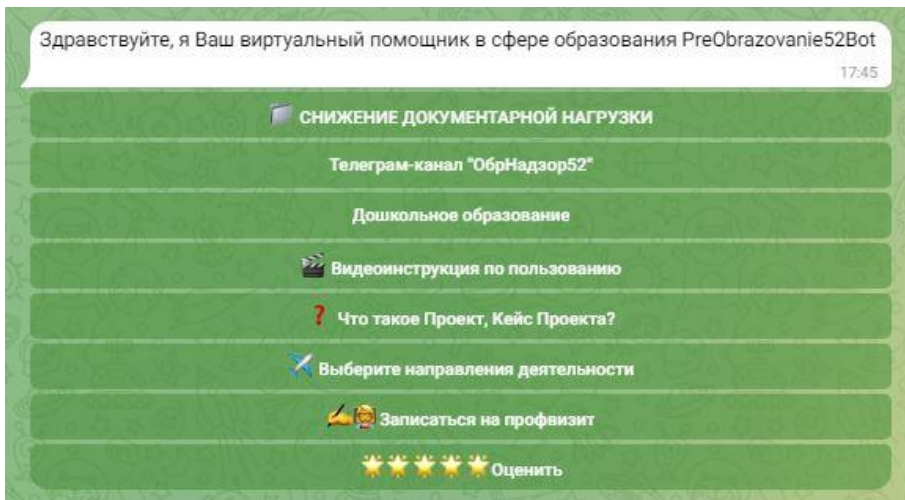 Здравствуйте, я Ваш виртуальный помощник в сфере образования PreObrazovanie52Bot
17:45
СНИЖЕНИЕ ДОКУМЕНТАРНОЙ НАГРУЗКИ
Телеграм-канал "ОбрНадзор52"
Дошкольное образование
Видеоинструкция по пользованию
❓ Что такое Проект, Кейс Проекта?
Выберите направления деятельности
Записаться на профвизит
Оценить